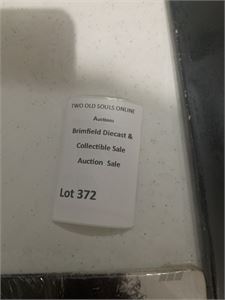 TWO OLD SOULS ONLINE
Auctions
Brimfield Diecast &
Collectible Sale
Auction Sale
Lot 372